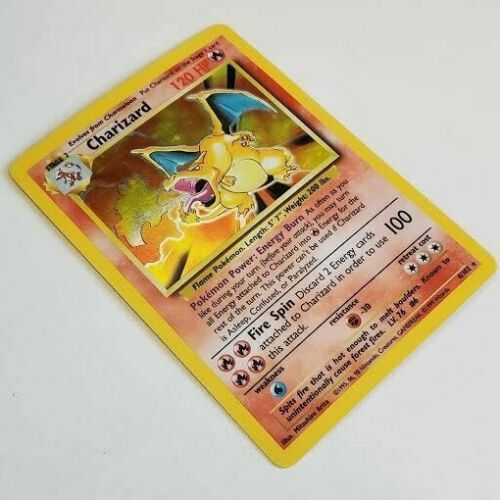 Evolves from Charmeleon Put Charizard on the Stage 1 card
STAGE 2
Charizard 120 HP
Flame Pokémon. Length: 5' 7", Weight: 200 lbs.
Pokémon Power: Energy Burn As often as you
like during your turn (before your attack), you may turn
all Energy attached to Charizard into Energy for the
rest of the turn. This power can't be used if Charizard
is Asleep, Confused, or Paralyzed.
Fire Spin Discard 2 Energy cards
attached to Charizard in order to use
this attack.
100
weakness
resistance
-30
retreat cost
Spits fire that is hot enough to melt boulders. Known to
unintentionally cause forest fires. LV. 76 #6
Illus. Mitsuhiro Arita
©1995, 96, 98 Nintendo, Creatures, GAMEFREAK. ©1999 Wizards.
4/102